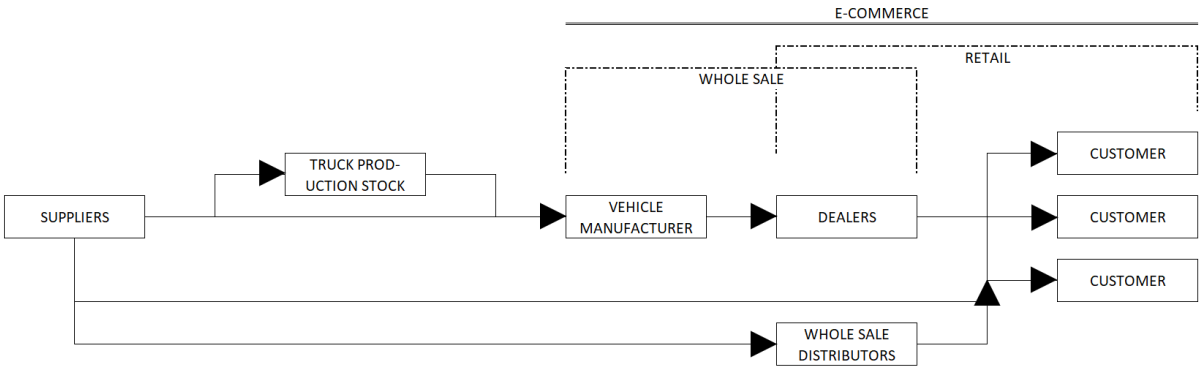 E-COMMERCE
RETAIL
WHOLE SALE
TRUCK PROD-
UCTION STOCK
CUSTOMER
SUPPLIERS
VEHICLE
MANUFACTURER
DEALERS
CUSTOMER
CUSTOMER
WHOLE SALE
DISTRIBUTORS